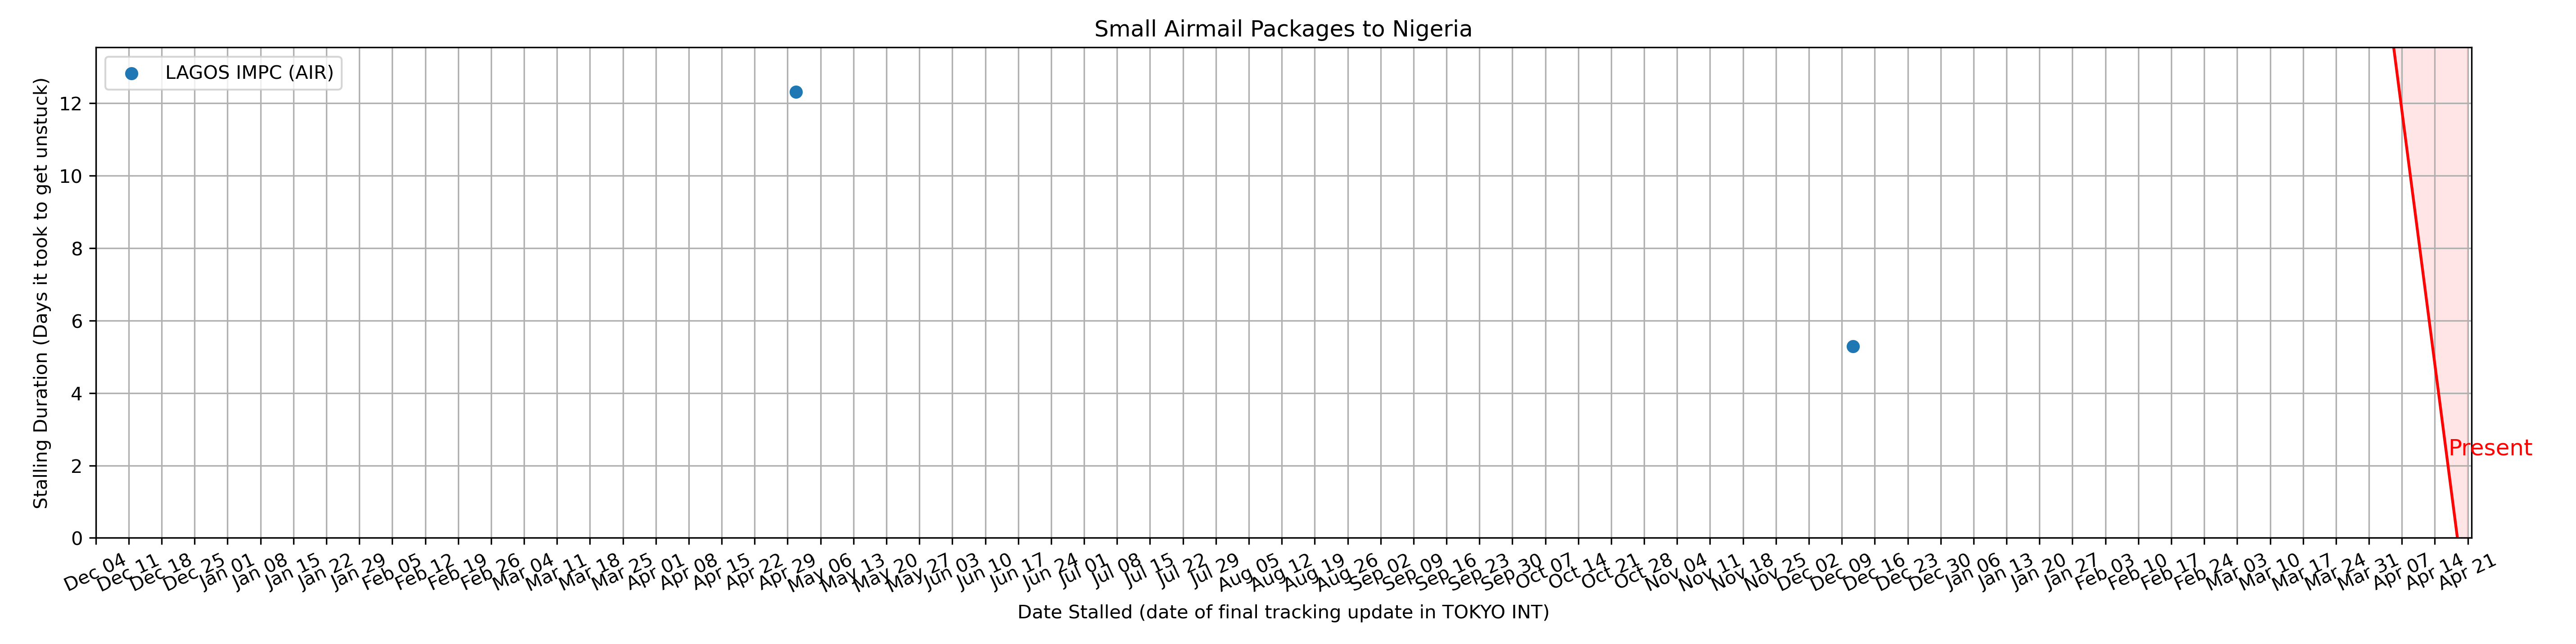 Small Airmail Packages to Nigeria
LAGOS IMPC (AIR)
Stalling Duration (Days it took to get unstuck)
12
10
8
6
4
2
0
Present
Dec 04
Dec 11
Dec 18
Dec 25
Jan 01
Jan 08
Jan 15
Jan 22
Jan 29
Feb 05
Feb 12
Feb 19
Feb 26
Mar 04
Mar 11
Mar 18
Mar 25
Apr 01
Apr 08
Apr 15
Apr 22
Apr 29
May 06
May 13
May 20
May 27
Jun 03
Jun 10
Jun 17
Jun 24
Jul 01
Jul 08
Jul 15
Jul 22
Jul 29
Aug 05
Aug 12
Aug 19
Aug 26
Sep 02
Sep 09
Sep 16
Sep 23
Sep 30
Oct 07
Oct 14
Oct 21
Oct 28
Nov 04
Nov 11
Nov 18
Nov 25
Dec 02
Dec 09
Dec 16
Dec 23
Dec 30
Jan 06
Jan 13
Jan 20
Jan 27
Feb 03
Feb 10
Feb 17
Feb 24
Mar 03
Mar 10
Mar 17
Mar 24
Mar 31
Apr 07
Apr 14
Apr 21
Date Stalled (date of final tracking update in TOKYO INT)